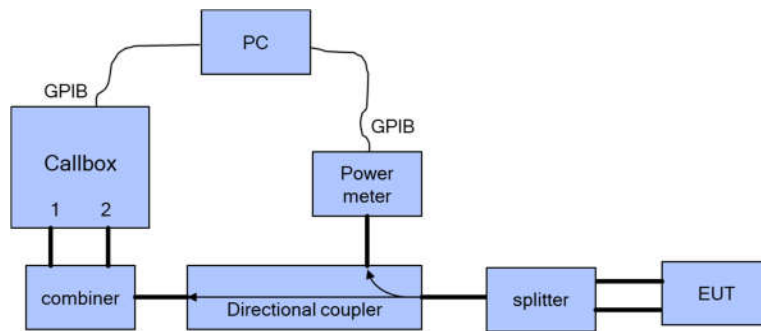 PC
GPIB
GPIB
Callbox
1 2
Power
meter
combiner
Directional coupler
splitter
EUT